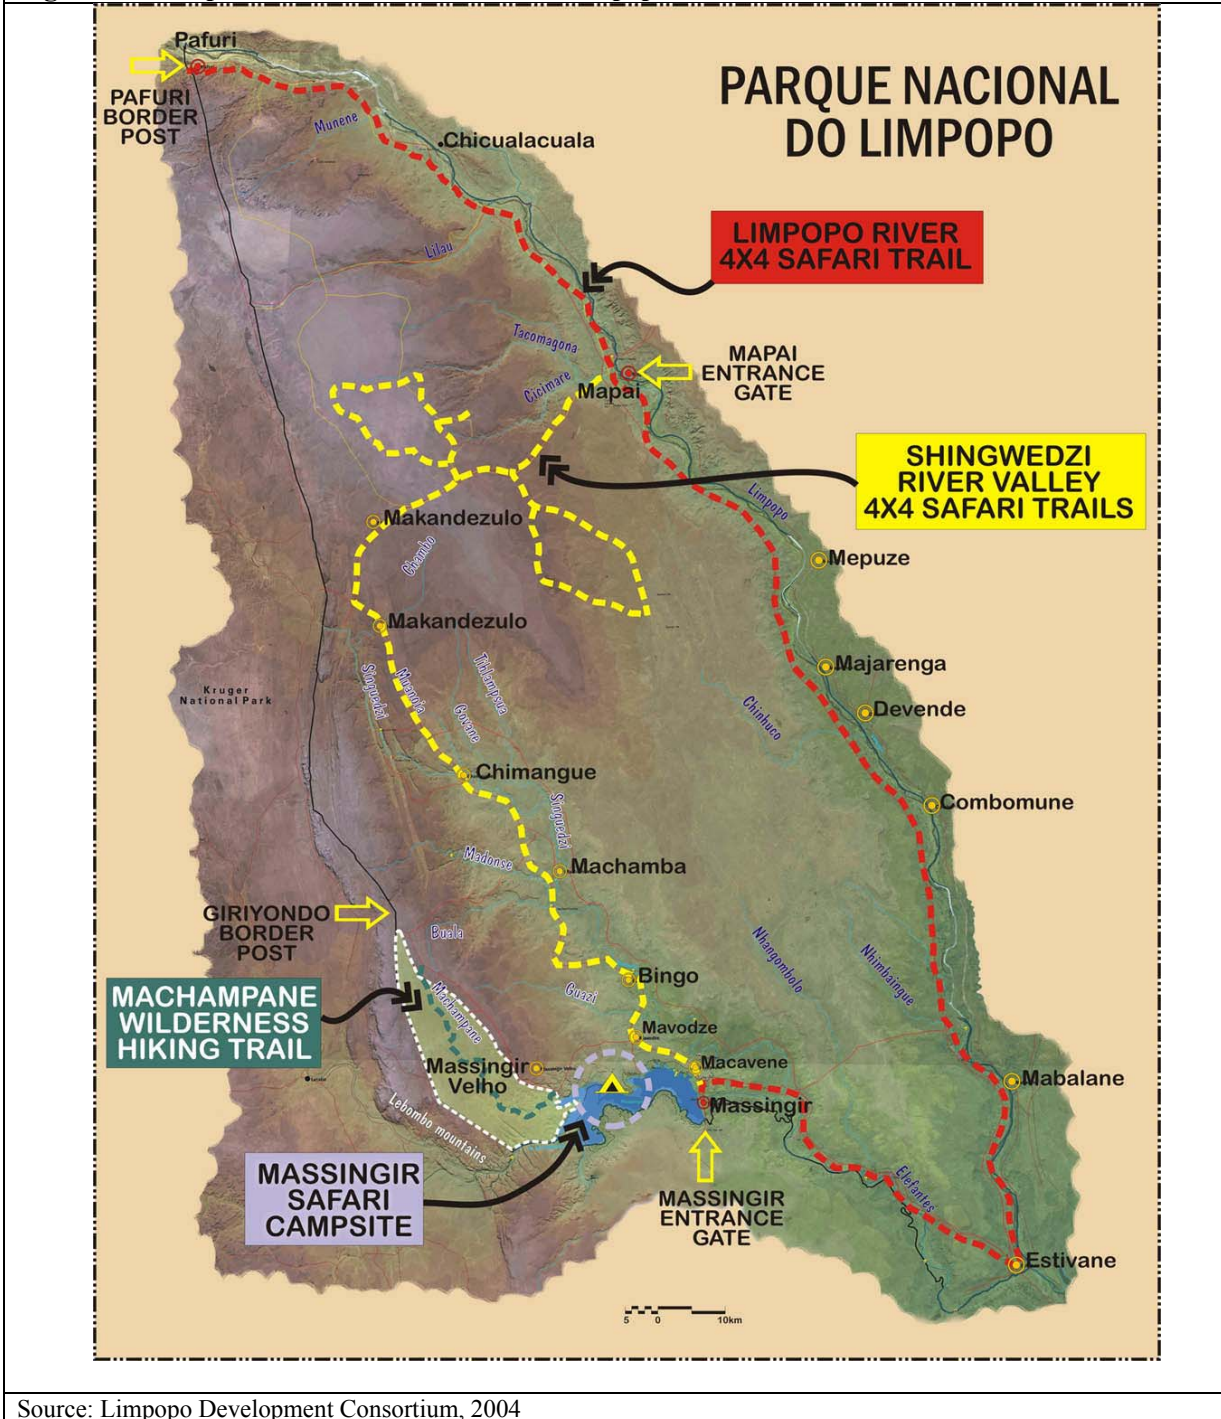 Pafuri
PAFURI
BORDER
POST
PARQUE NACIONAL
DO LIMPOPO
Munene
Chicualacuala
LIMPOPO RIVER
4X4 SAFARI TRAIL
Lilau
Tacomagona
Cicimare
Mapai
MAPAI
ENTRANCE
GATE
SHINGWEDZI
RIVER VALLEY
4X4 SAFARI TRAILS
Limpopo
Makandezulo
Chambo
Mepuze
Makandezulo
Majarenga
Kruger
National Park
Singuedzi
Govane
Chinhuco
Devende
Chimangue
Combomune
Singuedzi
Madonse
Machamba
GIRIYONDO
BORDER
POST
Buala
Nhangombolo
Nhimbaingue
Bingo
Guazi
MACHAMPANE
WILDERNESS
HIKING TRAIL
Machampane
Mavodze
Massingir
Velho
Macavene
Mabalane
Massingir
Lebombo mountains
MASSINGIR
SAFARI
CAMPSITE
MASSINGIR
ENTRANCE
GATE
Elefantes
Estivane
5 0 10km
Source: Limpopo Development Consortium, 2004